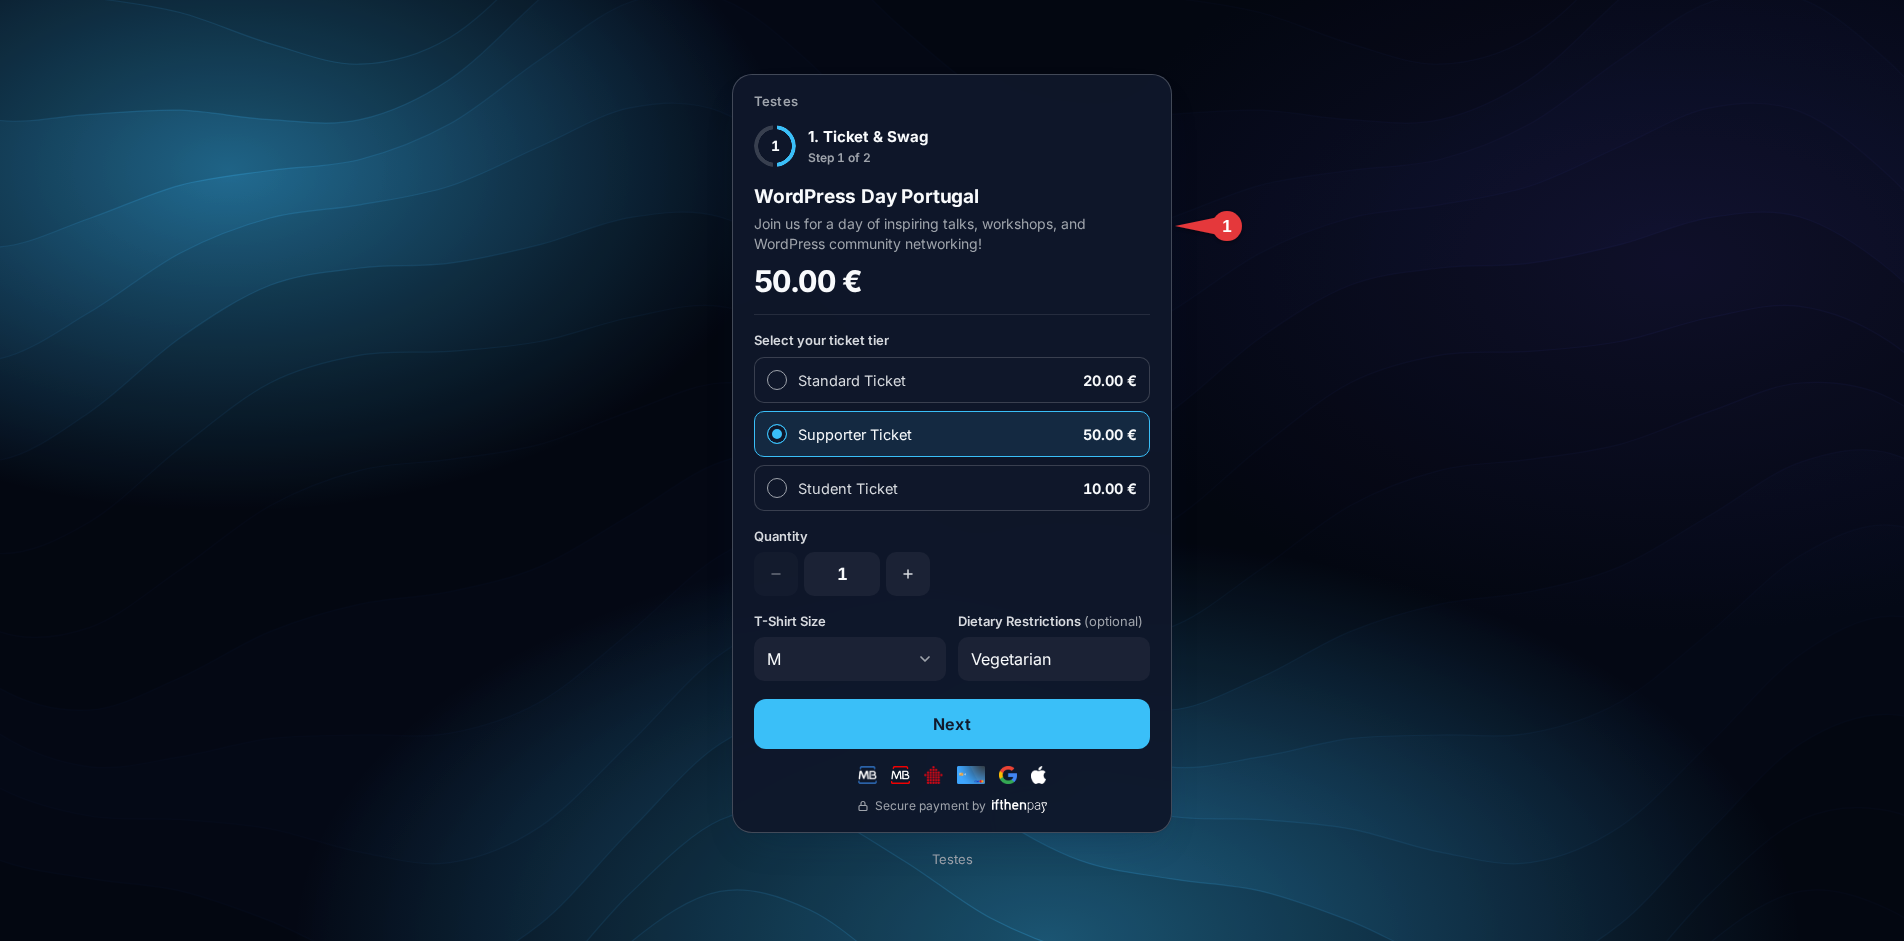 Testes
1
1. Ticket & Swag
Step 1 of 2
WordPress Day Portugal
Join us for a day of inspiring talks, workshops, and
WordPress community networking!
50.00 €
1
Select your ticket tier
Standard Ticket 20.00 €
Supporter Ticket 50.00 €
Student Ticket 10.00 €
Quantity
− 1 +
T-Shirt Size Dietary Restrictions (optional)
M Vegetarian
Next
MB MB G
Secure payment by ifthenpay
Testes